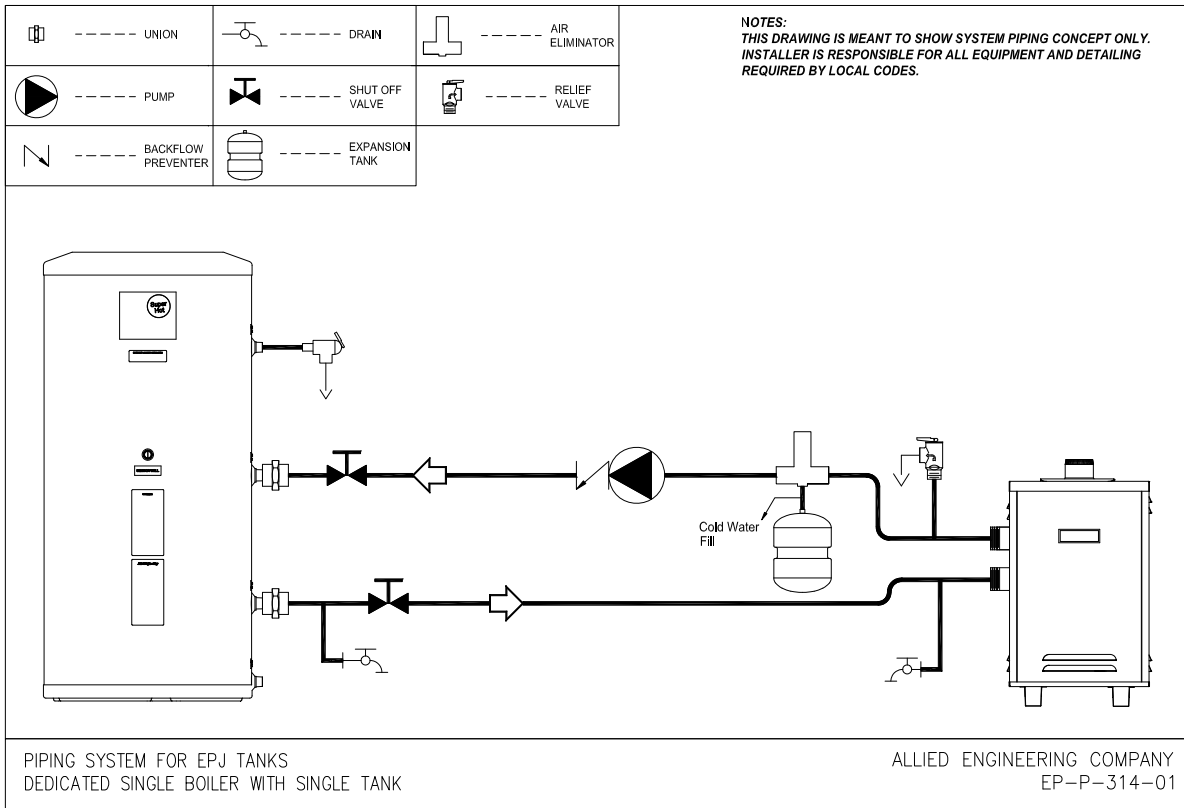 UNION
DRAIN
AIR
ELIMINATOR
PUMP
SHUT OFF
VALVE
RELIEF
VALVE
BACKFLOW
PREVENTER
EXPANSION
TANK
NOTES:
THIS DRAWING IS MEANT TO SHOW SYSTEM PIPING CONCEPT ONLY.
INSTALLER IS RESPONSIBLE FOR ALL EQUIPMENT AND DETAILING
REQUIRED BY LOCAL CODES.
Super
Hot
Cold Water
Fill
PIPING SYSTEM FOR EPJ TANKS
DEDICATED SINGLE BOILER WITH SINGLE TANK
ALLIED ENGINEERING COMPANY
EP-P-314-01